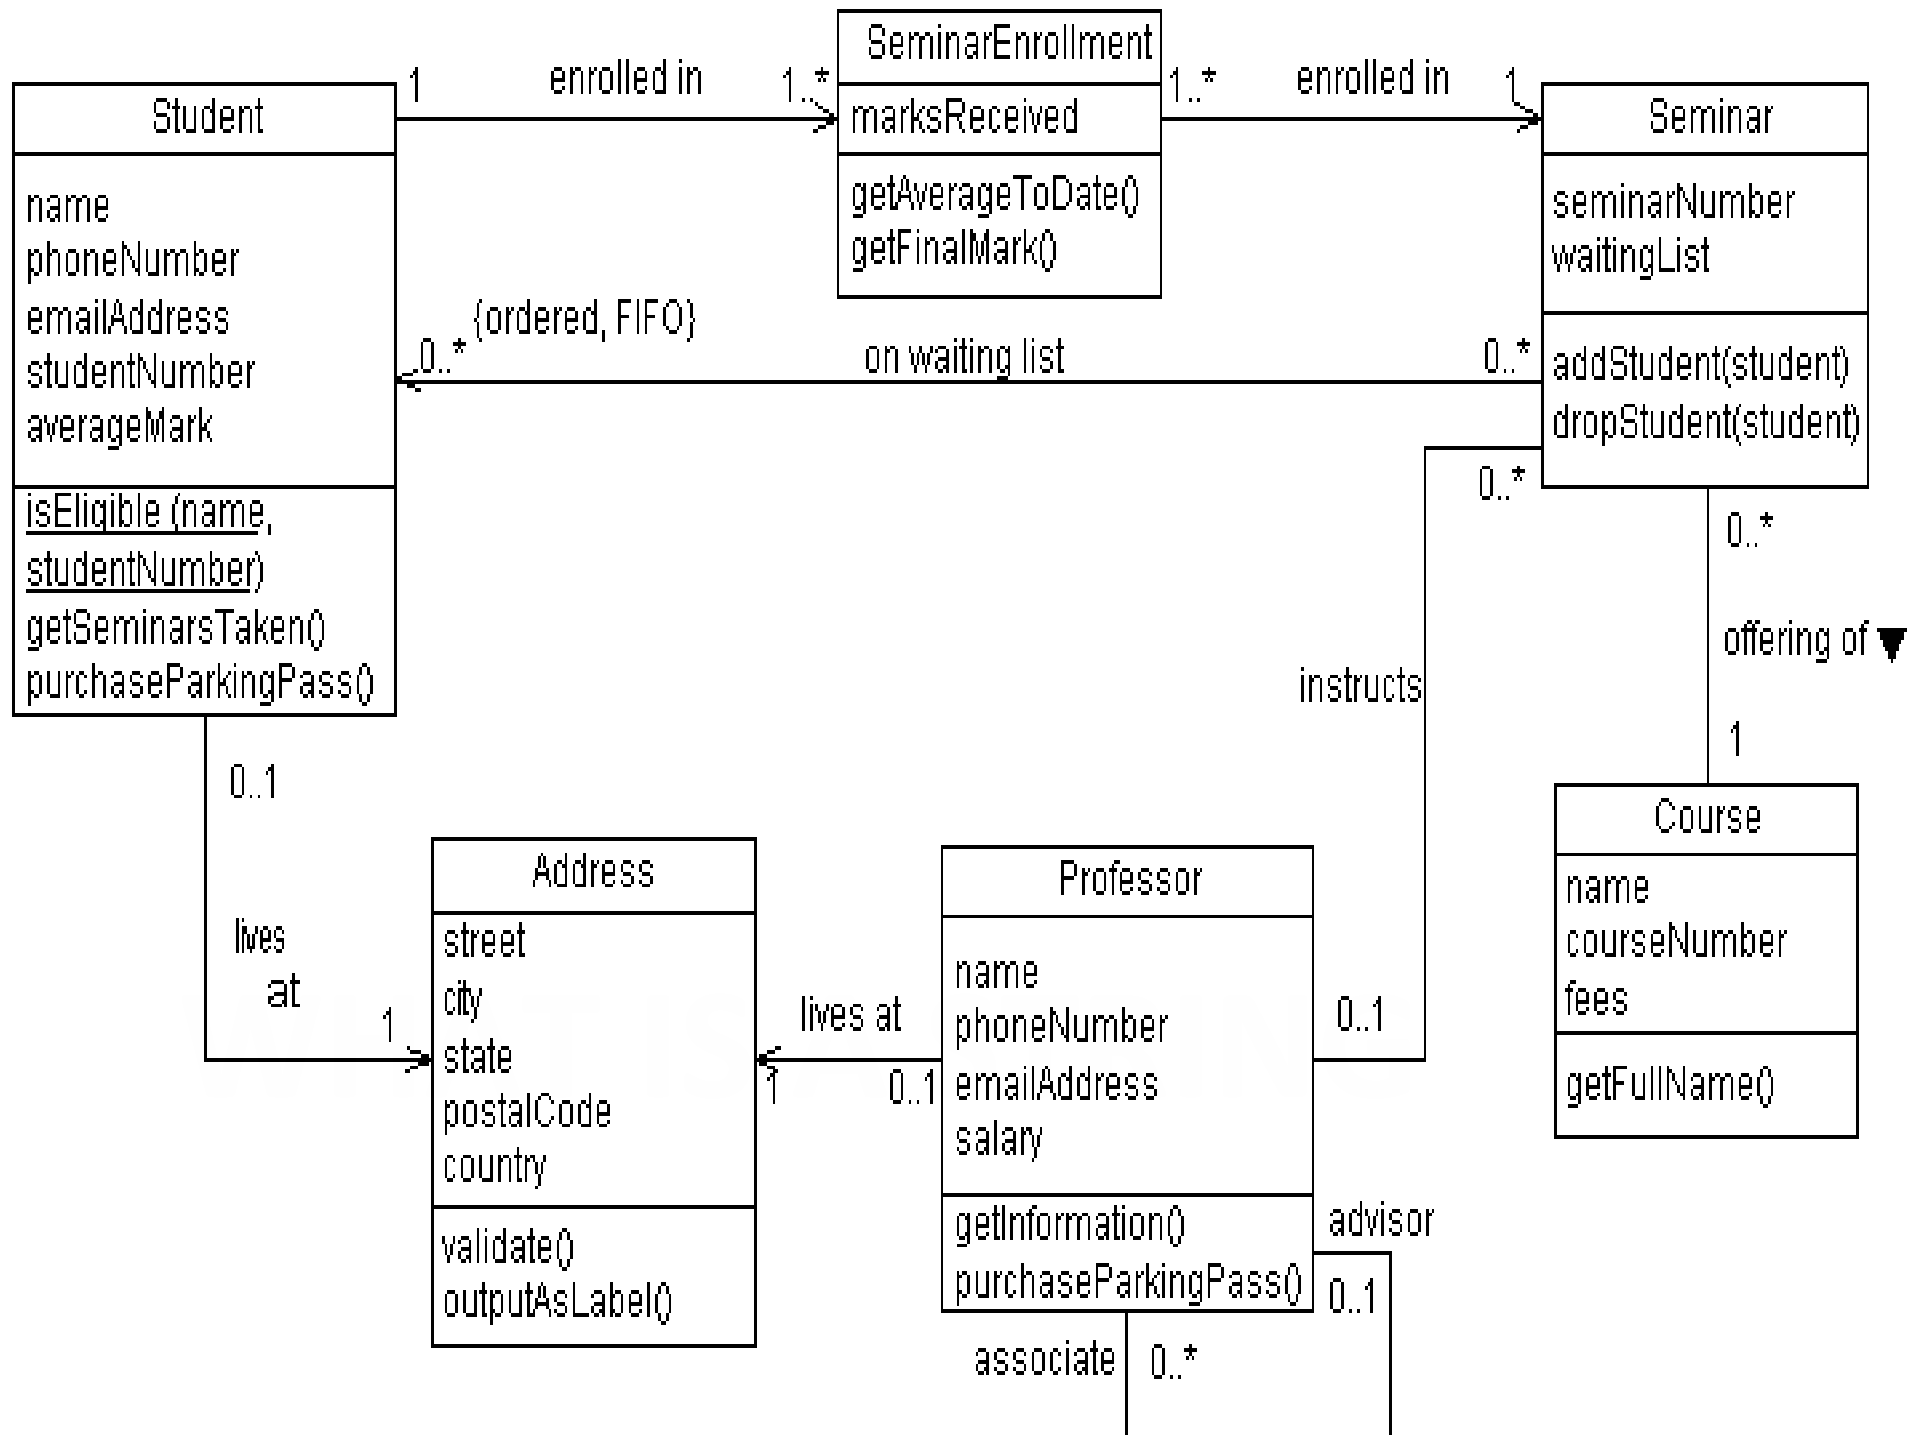 SeminarEnrollment
marksReceived
getAverageToDate()
getFinalMark()
1 enrolled in 1..*
1..* enrolled in 1
Student
name
phoneNumber
emailAddress
studentNumber
averageMark
isEligible (name,
studentNumber)
getSeminarsTaken()
purchaseParkingPass()
Seminar
seminarNumber
waitingList
addStudent(student)
dropStudent(student)
{ordered, FIFO}
0..* on waiting list 0..*
0..*
0..*
offering of
instructs
1
0..1
lives
at
1
Address
street
city
state
postalCode
country
validate()
outputAsLabel()
lives at
1 0..1
Professor
name
phoneNumber
emailAddress
salary
getInformation()
purchaseParkingPass()
0..1
Course
name
courseNumber
fees
getFullName()
advisor
0..1
associate 0..*